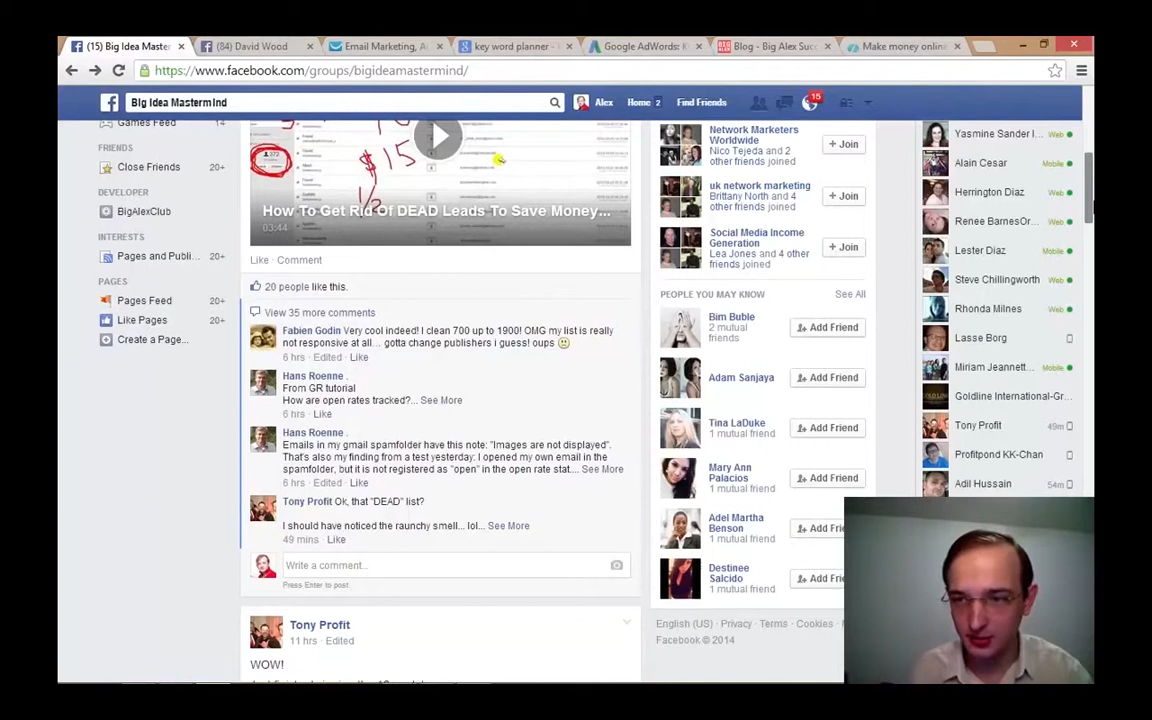 (15) Big Idea Master
(84) David Wood
Email Marketing, A
key word planner -
Google AdWords: K
Blog - Big Alex Suc
Make money online
https://www.facebook.com/groups/bigideamastermind/
Big Idea Mastermind
Alex
Home 2
Find Friends
15
Games Feed 14
FRIENDS
Close Friends 20+
DEVELOPER
BigAlexClub
INTERESTS
Pages and Publi... 20+
PAGES
Pages Feed 20+
Like Pages 20+
Create a Page...
373
$15
1/2
How To Get Rid Of DEAD Leads To Save Money...
03:44
Like · Comment
20 people like this.
View 35 more comments
Fabien Godin Very cool indeed! I clean 700 up to 1900! OMG my list is really
not responsive at all... gotta change publishers i guess! oups
6 hrs · Edited · Like
Hans Roenne .
From GR tutorial
How are open rates tracked?... See More
6 hrs · Like
Hans Roenne .
Emails in my gmail spamfolder have this note: "Images are not displayed".
That's also my finding from a test yesterday: I opened my own email in the
spamfolder, but it is not registered as "open" in the open rate stat.... See More
6 hrs · Like
Tony Profit Ok, that "DEAD" list?
I should have noticed the raunchy smell... lol... See More
49 mins · Like
Write a comment...
Press Enter to post.
Tony Profit
11 hrs · Edited
WOW!
Network Marketers
Worldwide
Nico Tejeda and 2
other friends joined
+ Join
uk network marketing
Brittany North and 4
other friends joined
+ Join
Social Media Income
Generation
Lea Jones and 4 other
friends joined
+ Join
PEOPLE YOU MAY KNOW
See All
Bim Buble
2 mutual
friends
Add Friend
Adam Sanjaya
Add Friend
Tina LaDuke
1 mutual friend
Add Friend
Mary Ann
Palacios
1 mutual friend
Add Friend
Adel Martha
Benson
1 mutual friend
Add Frie
Destinee
Salcido
1 mutual friend
Add Frie
English (US) · Privacy · Terms · Cookies ·
Facebook © 2014
Yasmine Sander I... Web
Alain Cesar Mobile
Herrington Diaz Web
Renee BarnesOr... Web
Lester Diaz Mobile
Steve Chillingworth Web
Rhonda Milnes Web
Lasse Borg
Miriam Jeannett... Mobile
Goldline International-Gr...
Tony Profit 49m
Profitpond KK-Chan
Adil Hussain 54m